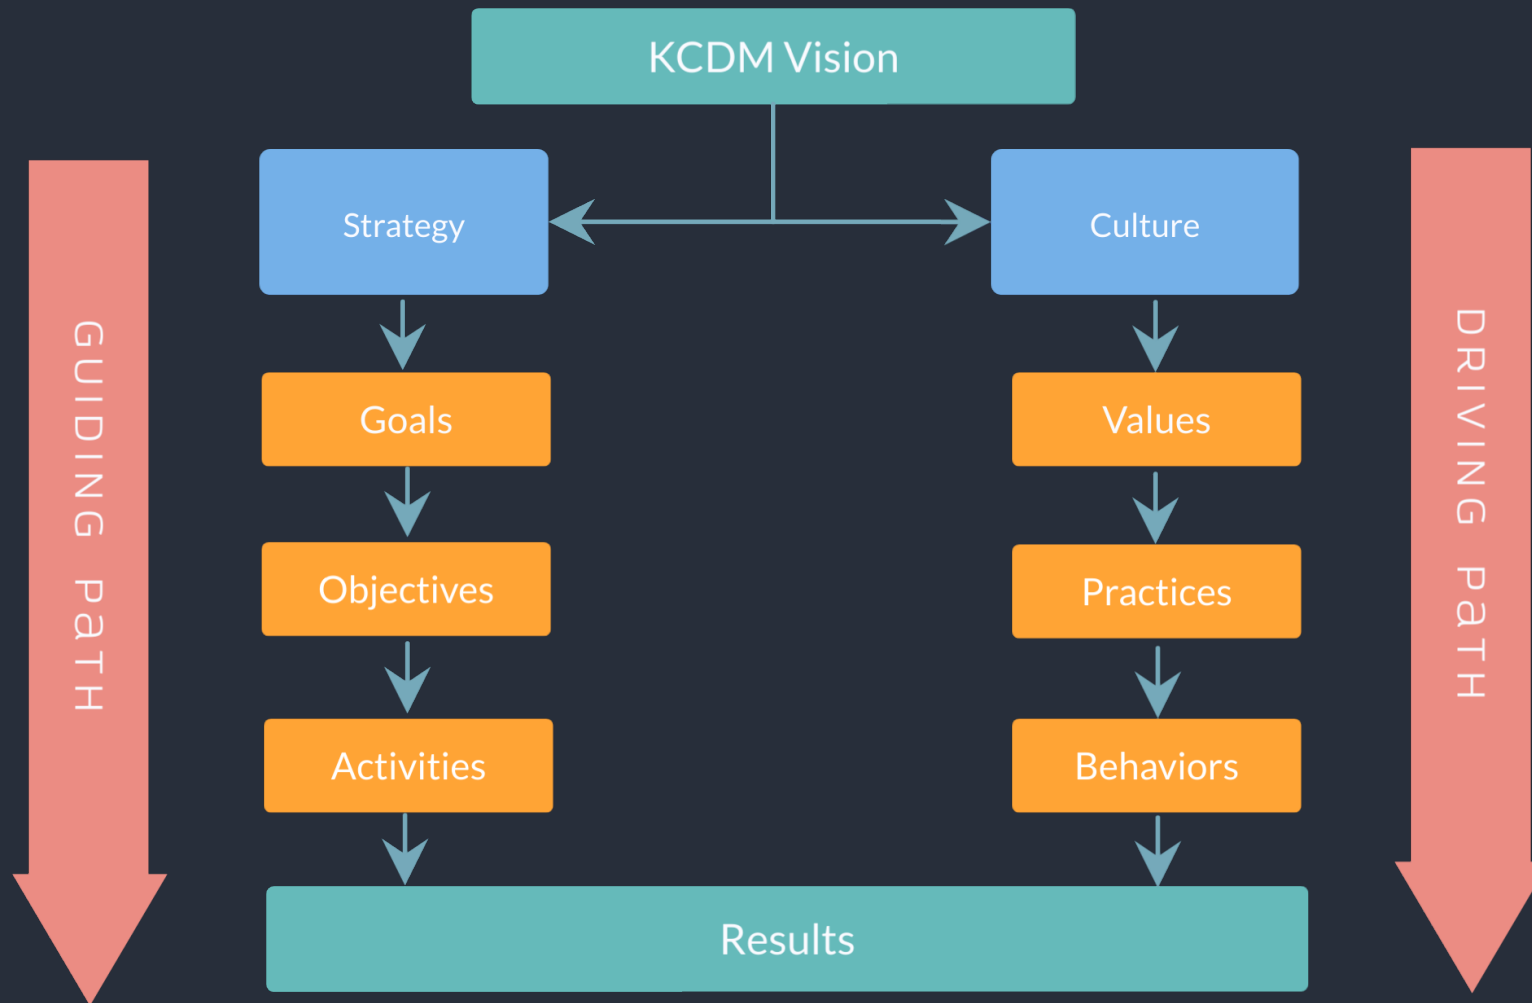 KCDM Vision
Strategy
Culture
GUIDING PaTH
DRIVING PaTH
Goals
Values
Objectives
Practices
Activities
Behaviors
Results